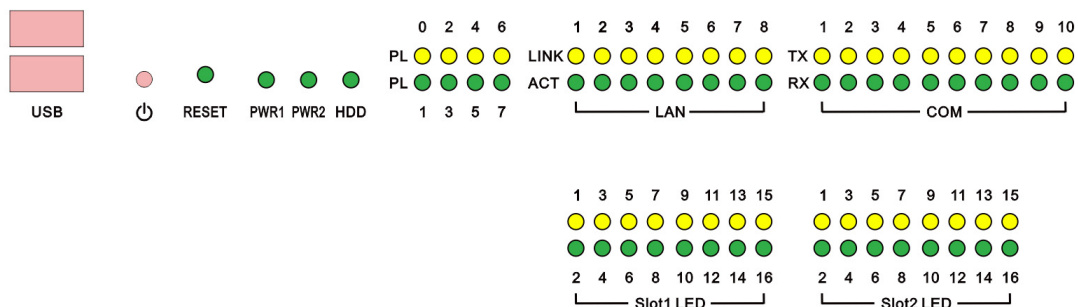 0 2 4 6 1 2 3 4 5 6 7 8 1 2 3 4 5 6 7 8 9 10
PL LINK TX
PL ACT RX
USB RESET PWR1 PWR2 HDD 1 3 5 7 LAN COM
1 3 5 7 9 11 13 15 1 3 5 7 9 11 13 15
2 4 6 8 10 12 14 16 2 4 6 8 10 12 14 16
Slot1 LED Slot2 LED